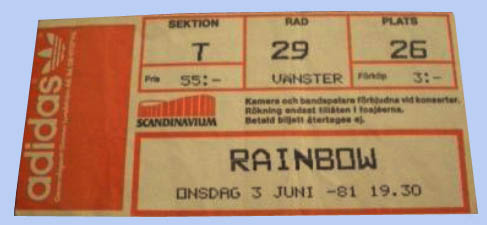 adidas
SEKTION RAD PLATS
T 29 26
Pris 55:- VÄNSTER Förköp 3:-
SCANDINAVIUM
Kamera och bandspelare förbjudna vid konserter.
Rökning endast tillåten i foajéerna.
Betald biljett återtages ej.
RAINBOW
ONSDAG 3 JUNI -81 19.30